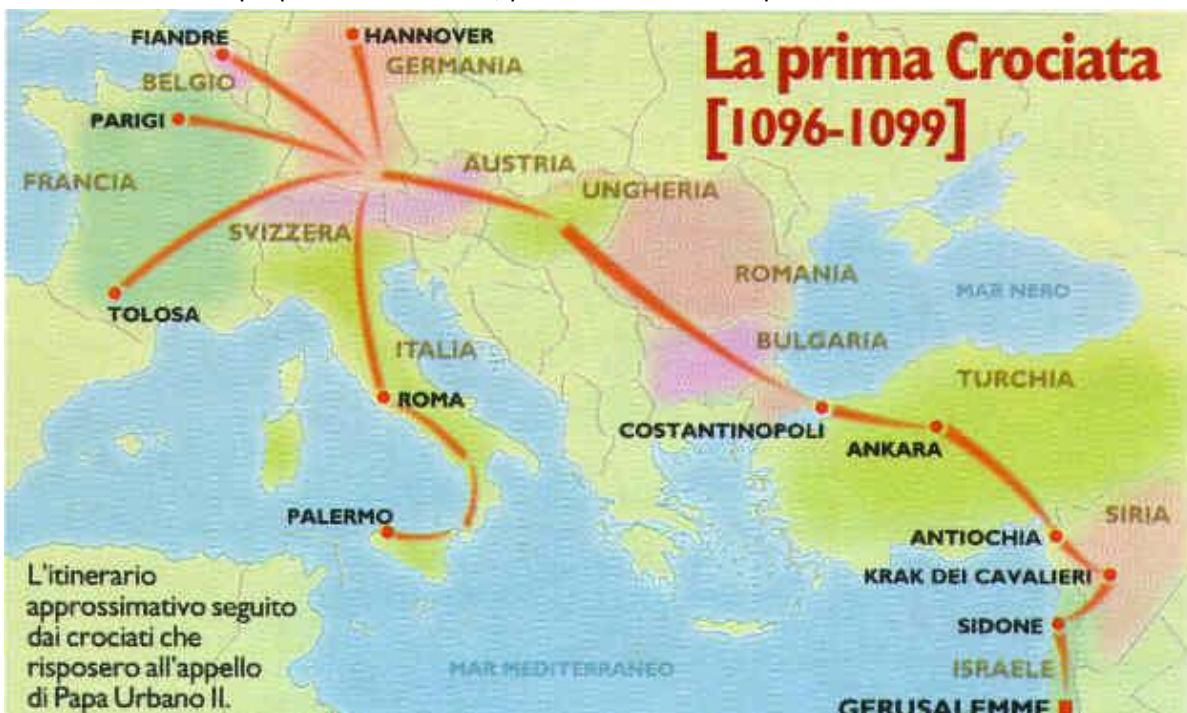 La prima Crociata
[1096-1099]
FIANDRE
HANNOVER
GERMANIA
BELGIO
PARIGI
AUSTRIA
FRANCIA
UNGHERIA
SVIZZERA
ROMANIA
MAR NERO
TOLOSA
BULGARIA
ITALIA
TURCHIA
ROMA
COSTANTINOPOLI
ANKARA
PALERMO
SIRIA
ANTIOCHIA
KRAK DEI CAVALIERI
SIDONE
MAR MEDITERRANEO
ISRAELE
GERUSALEMME
L'itinerario
approssimativo seguito
dai crociati che
risposero all'appello
di Papa Urbano II.